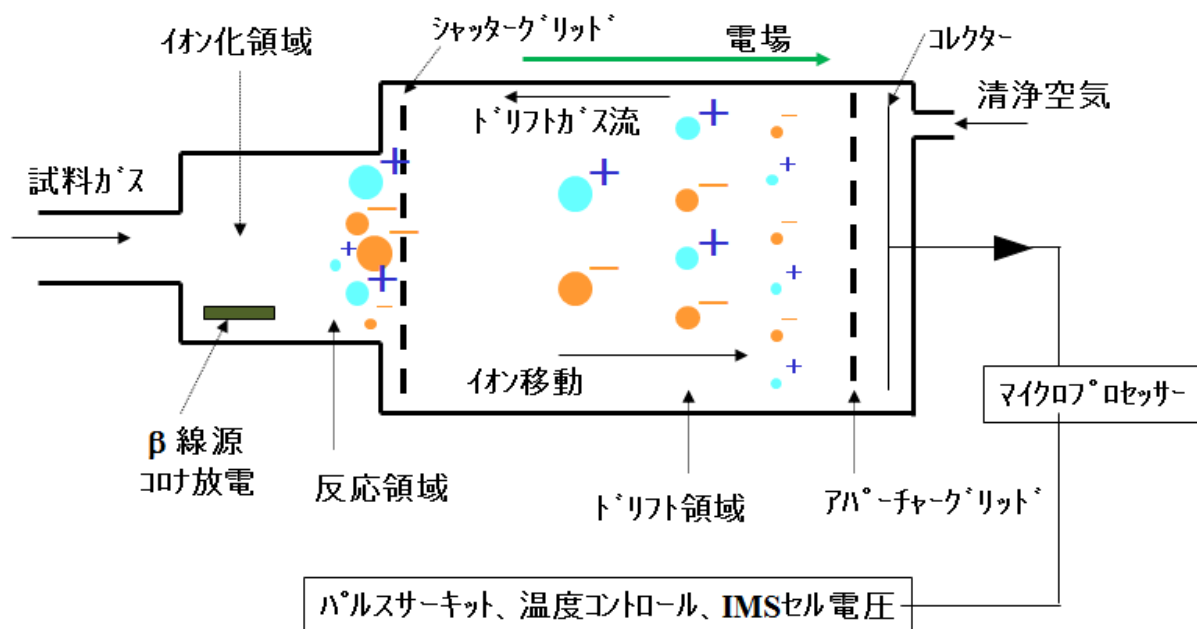 イオン化領域
シャッターグリッド
電場
コレクター
ドリフトガス流
清浄空気
試料ガス
イオン移動
マイクロプロセッサー
β線源
コロナ放電
反応領域
ドリフト領域
アパーチャーグリッド
パルスサーキット、温度コントロール、IMSセル電圧